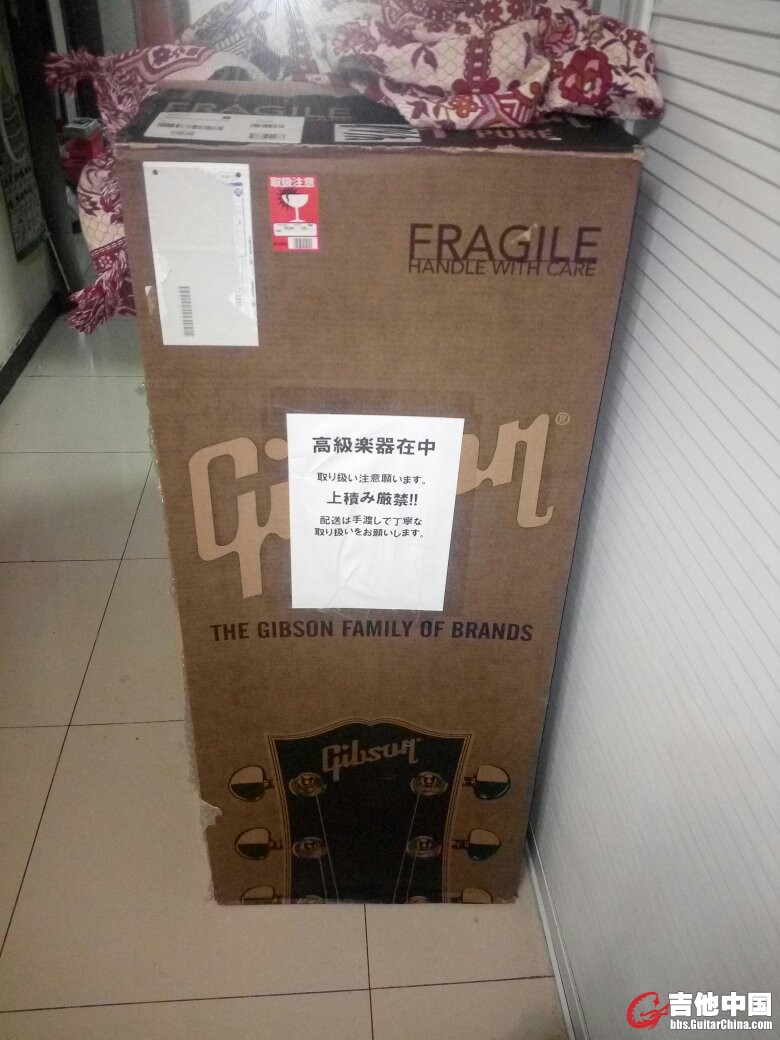 FRAGILE
PURE
取扱注意
FRAGILE
HANDLE WITH CARE
Gibson®
高級楽器在中
取り扱い注意願います。
上積み厳禁!!
配送は手渡しで丁寧な
取り扱いをお願いします。
THE GIBSON FAMILY OF BRANDS
Gibson
吉他中国
bbs.GuitarChina.com